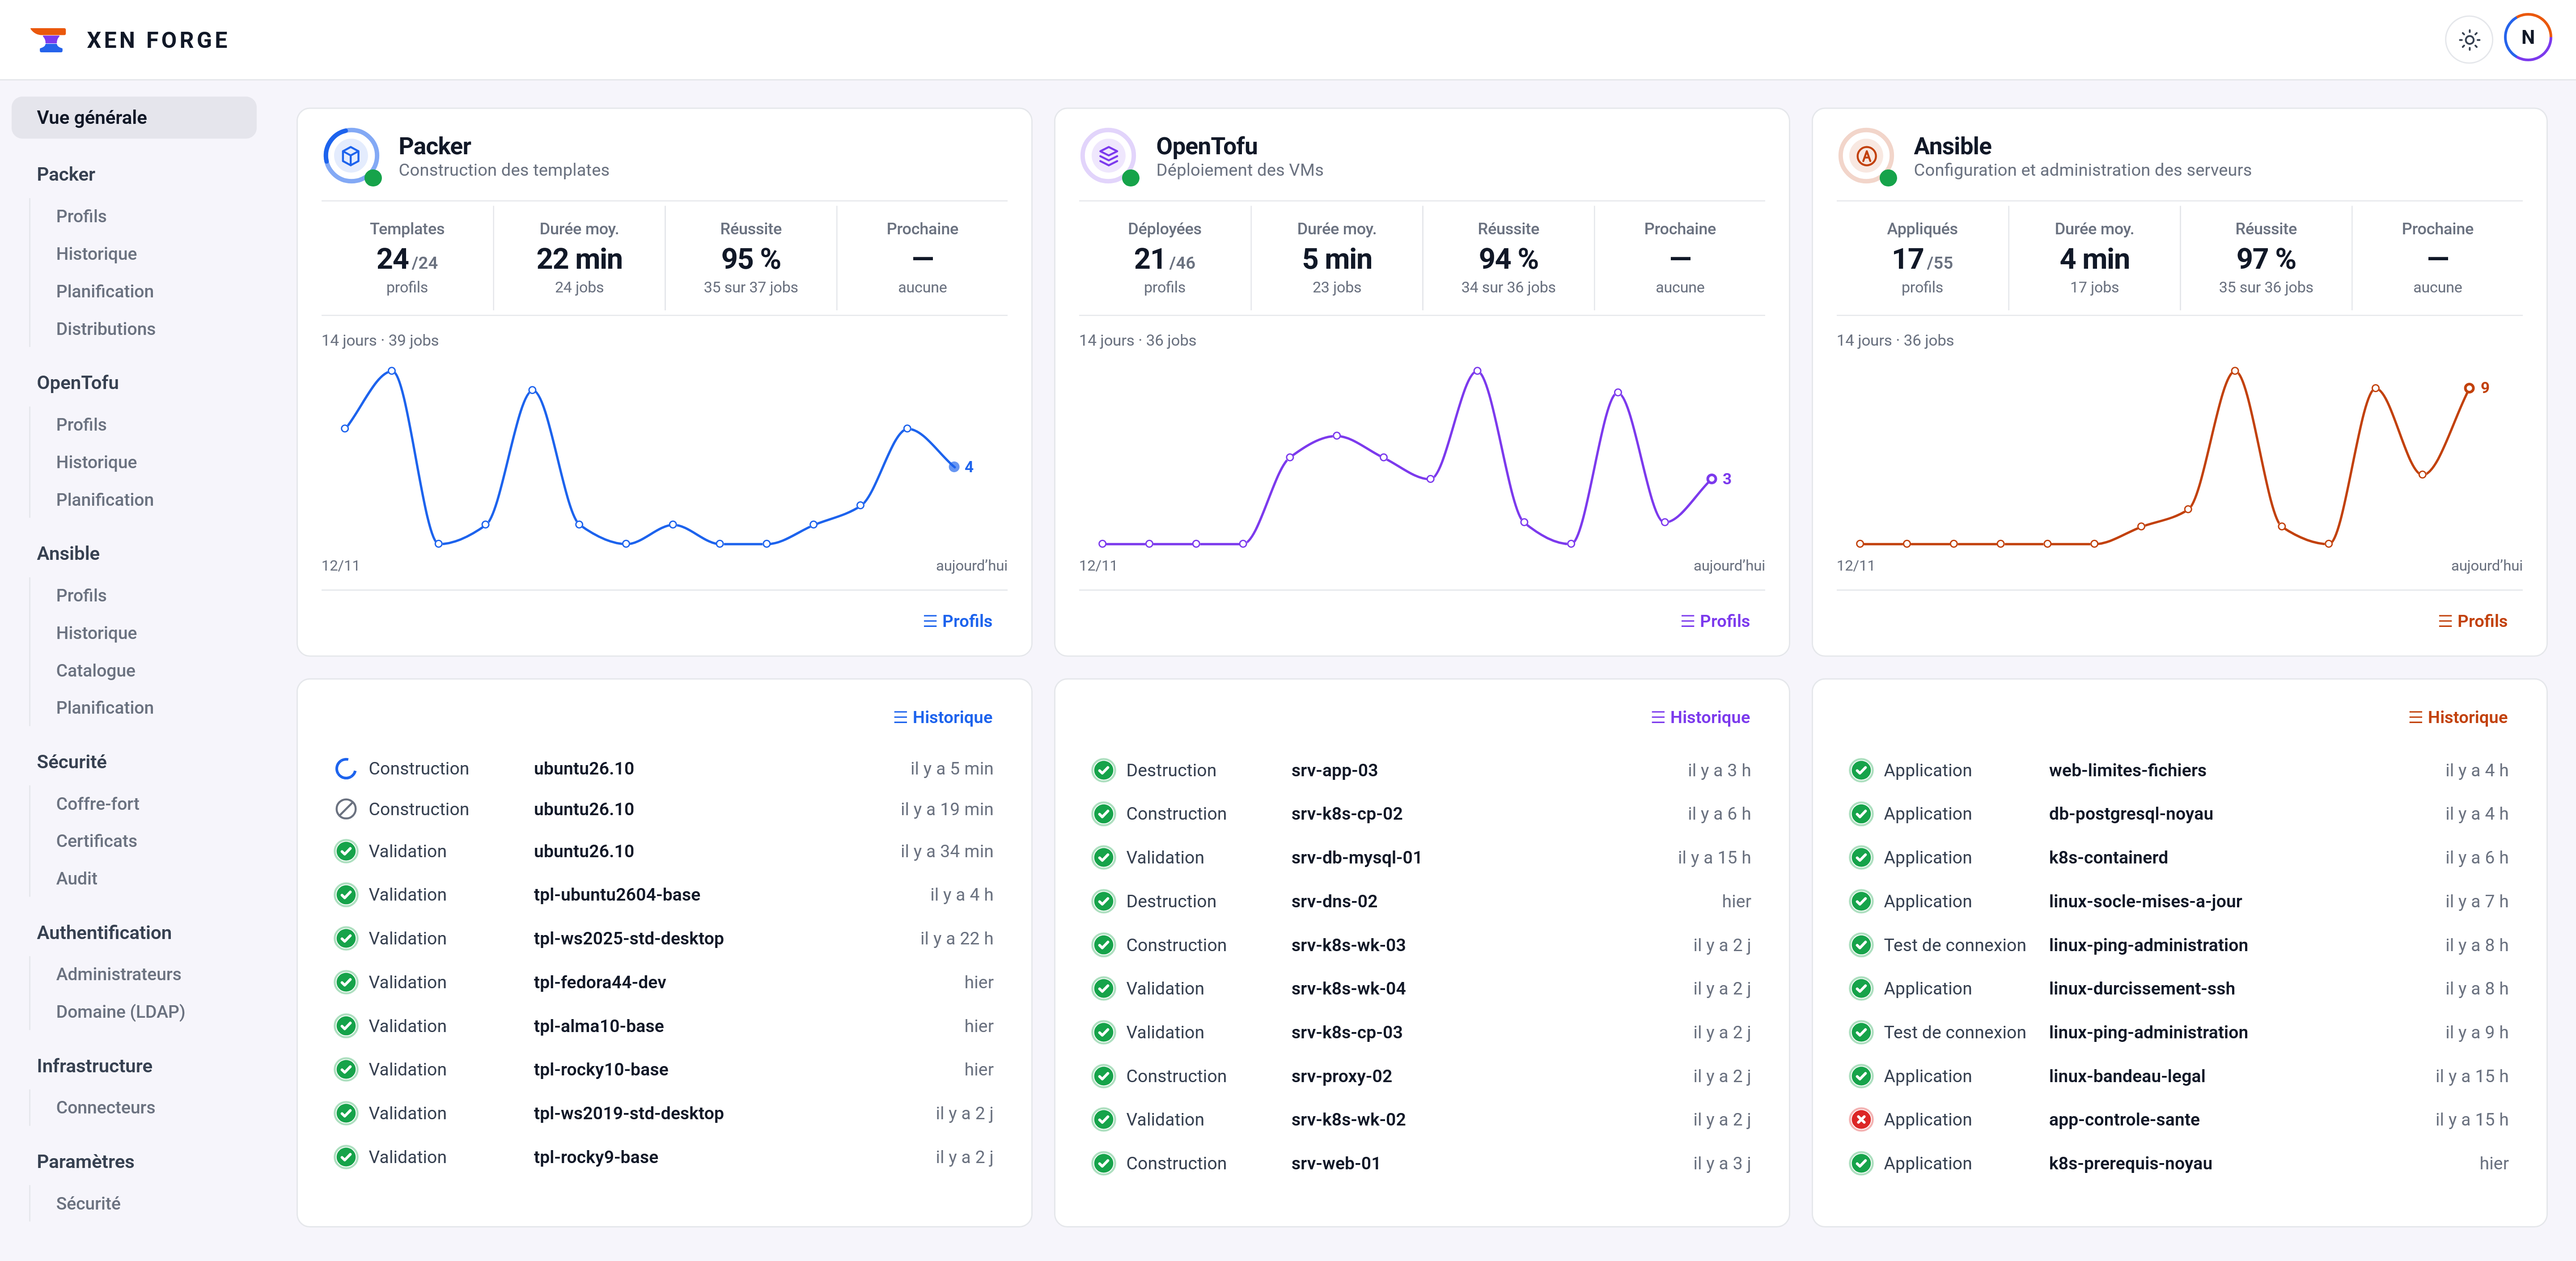 XEN FORGE
N
Vue générale
Packer
Profils
Historique
Planification
Distributions
OpenTofu
Profils
Historique
Planification
Ansible
Profils
Historique
Catalogue
Planification
Sécurité
Coffre-fort
Certificats
Audit
Authentification
Administrateurs
Domaine (LDAP)
Infrastructure
Connecteurs
Paramètres
Sécurité
Packer
Construction des templates
Templates
24/24
profils
Durée moy.
22 min
24 jobs
Réussite
95 %
35 sur 37 jobs
Prochaine
—
aucune
14 jours · 39 jobs
4
12/11
aujourd’hui
Profils
OpenTofu
Déploiement des VMs
Déployées
21/46
profils
Durée moy.
5 min
23 jobs
Réussite
94 %
34 sur 36 jobs
Prochaine
—
aucune
14 jours · 36 jobs
3
12/11
aujourd’hui
Profils
Ansible
Configuration et administration des serveurs
Appliqués
17/55
profils
Durée moy.
4 min
17 jobs
Réussite
97 %
35 sur 36 jobs
Prochaine
—
aucune
14 jours · 36 jobs
9
12/11
aujourd’hui
Profils
Historique
Construction ubuntu26.10 il y a 5 min
Construction ubuntu26.10 il y a 19 min
Validation ubuntu26.10 il y a 34 min
Validation tpl-ubuntu2604-base il y a 4 h
Validation tpl-ws2025-std-desktop il y a 22 h
Validation tpl-fedora44-dev hier
Validation tpl-alma10-base hier
Validation tpl-rocky10-base hier
Validation tpl-ws2019-std-desktop il y a 2 j
Validation tpl-rocky9-base il y a 2 j
Historique
Destruction srv-app-03 il y a 3 h
Construction srv-k8s-cp-02 il y a 6 h
Validation srv-db-mysql-01 il y a 15 h
Destruction srv-dns-02 hier
Construction srv-k8s-wk-03 il y a 2 j
Validation srv-k8s-wk-04 il y a 2 j
Validation srv-k8s-cp-03 il y a 2 j
Construction srv-proxy-02 il y a 2 j
Validation srv-k8s-wk-02 il y a 2 j
Construction srv-web-01 il y a 3 j
Historique
Application web-limites-fichiers il y a 4 h
Application db-postgresql-noyau il y a 4 h
Application k8s-containerd il y a 6 h
Application linux-socle-mises-a-jour il y a 7 h
Test de connexion linux-ping-administration il y a 8 h
Application linux-durcissement-ssh il y a 8 h
Test de connexion linux-ping-administration il y a 9 h
Application linux-bandeau-legal il y a 15 h
Application app-controle-sante il y a 15 h
Application k8s-prerequis-noyau hier